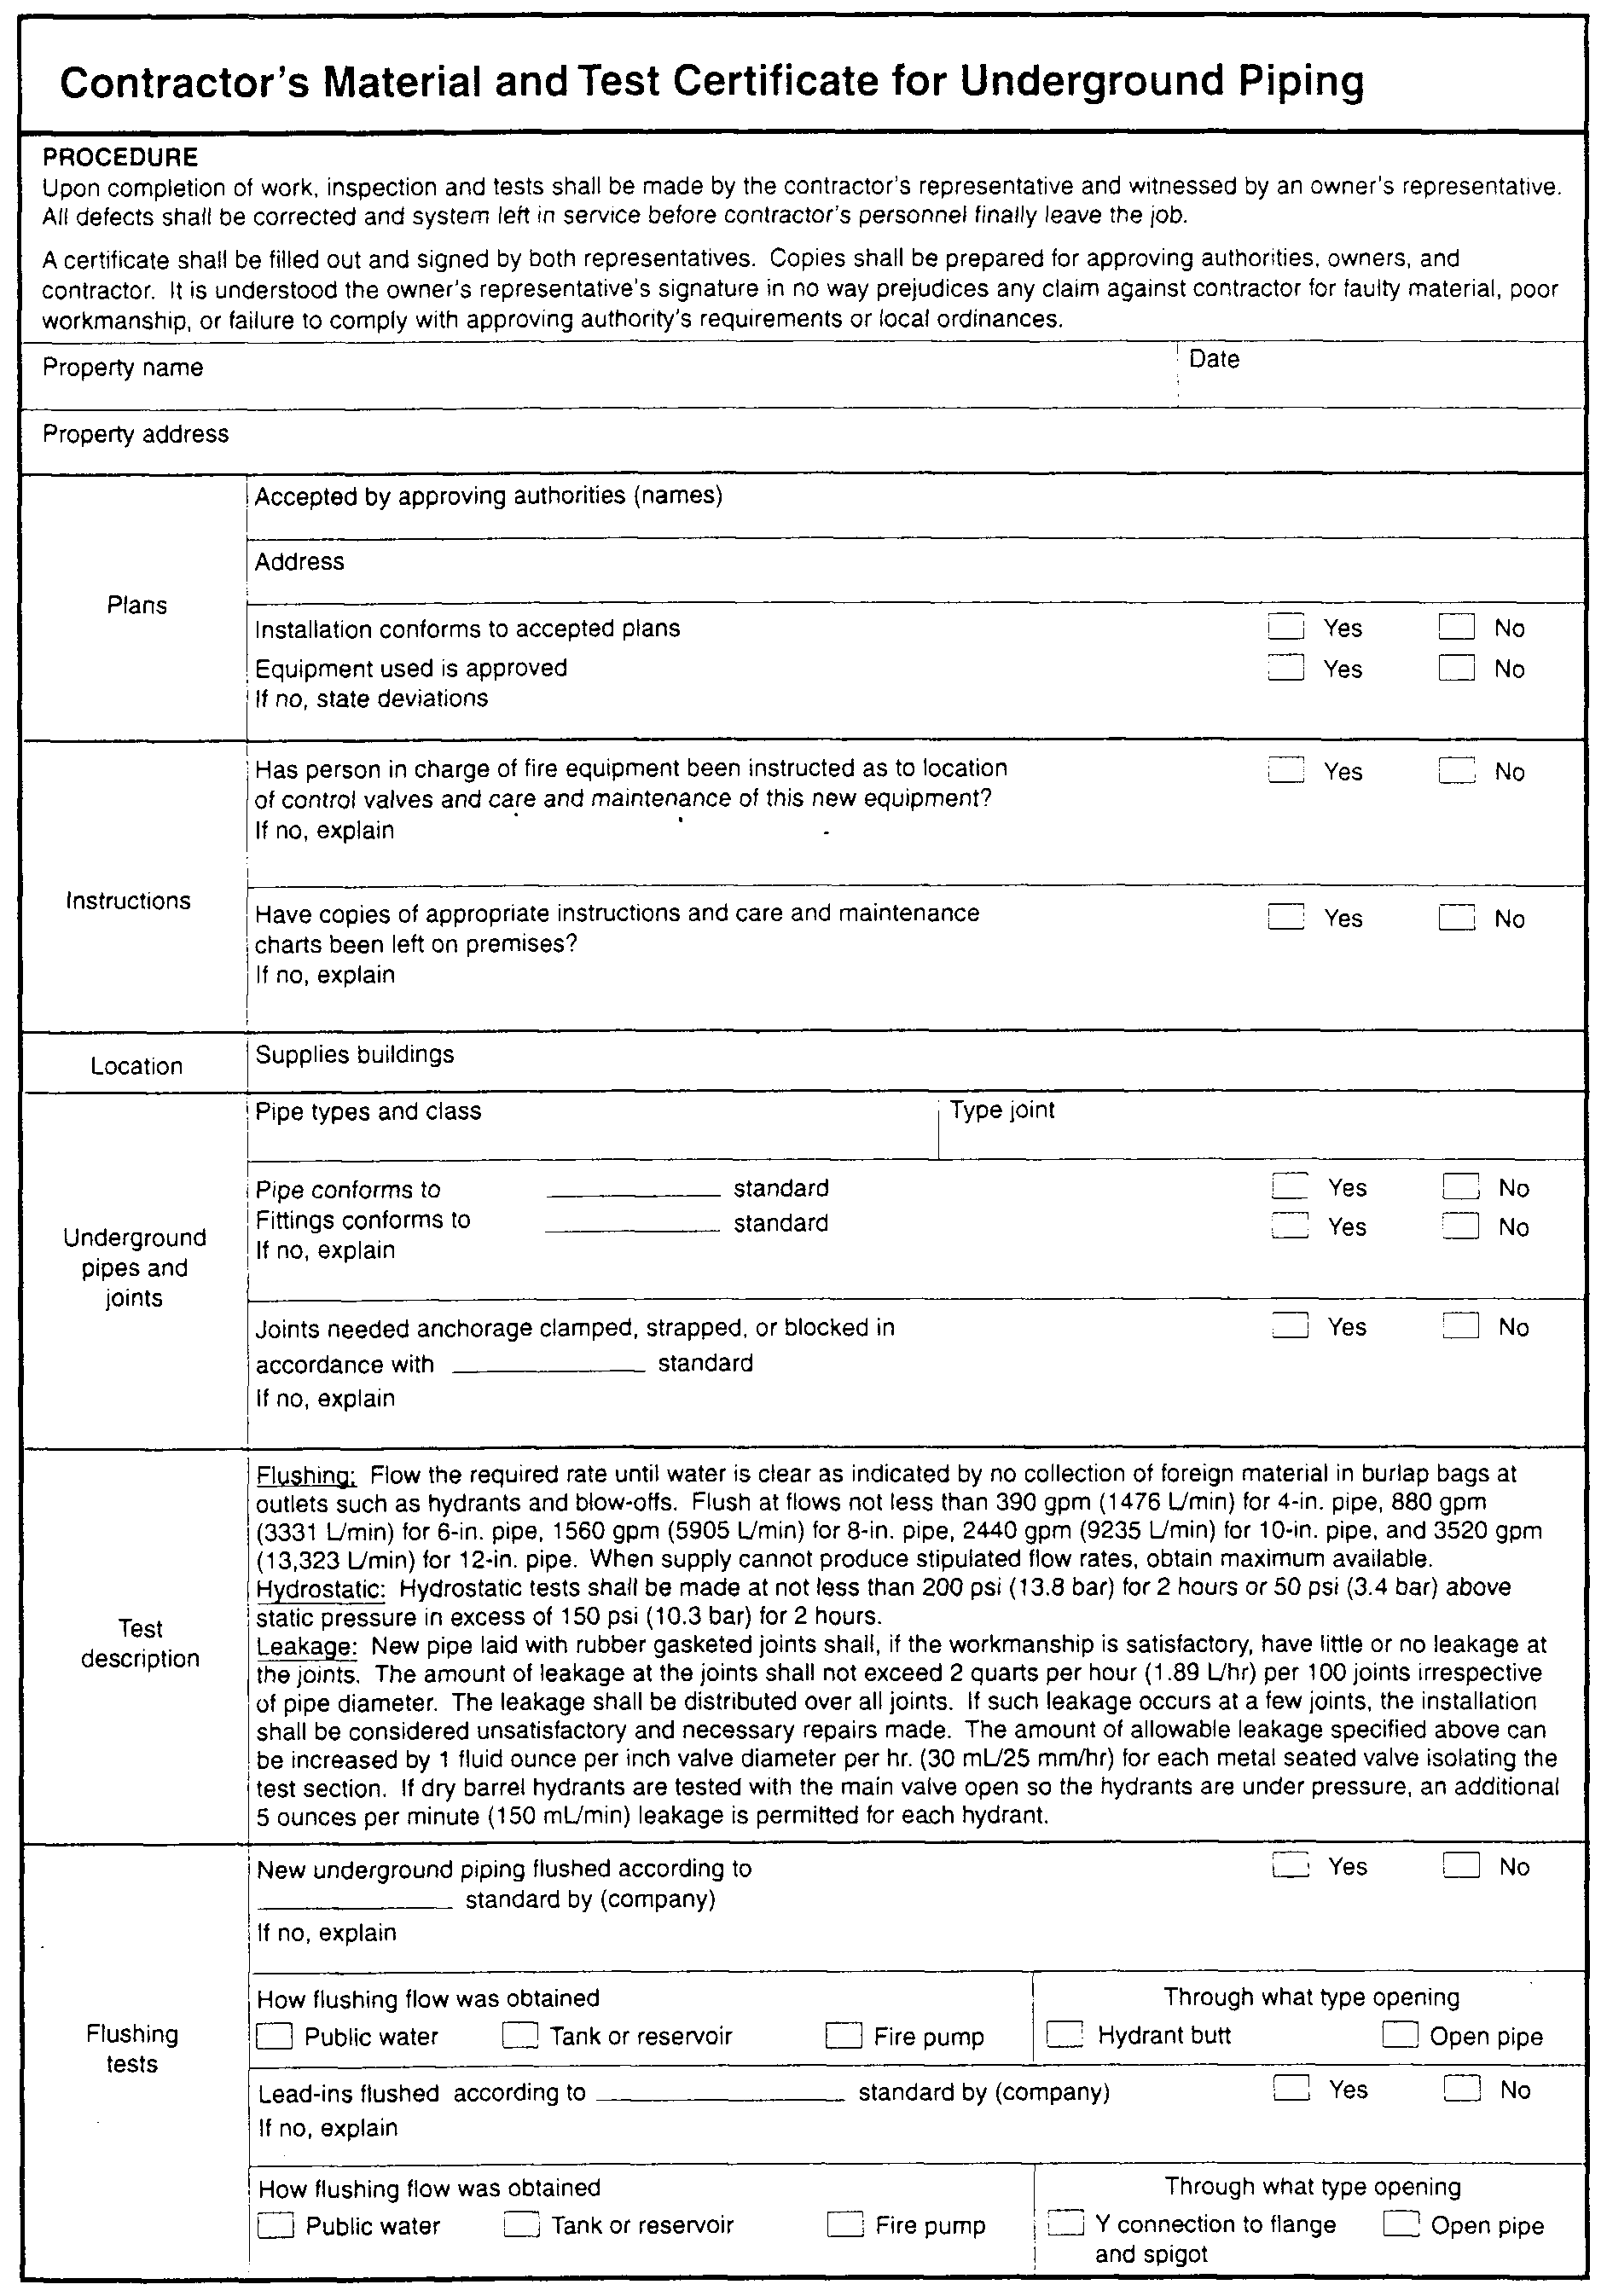 Contractor's Material and Test Certificate for Underground Piping
PROCEDURE
Upon completion of work, inspection and tests shall be made by the contractor's representative and witnessed by an owner's representative.
All defects shall be corrected and system left in service before contractor's personnel finally leave the job.
A certificate shall be filled out and signed by both representatives. Copies shall be prepared for approving authorities, owners, and
contractor. It is understood the owner's representative's signature in no way prejudices any claim against contractor for faulty material, poor
workmanship, or failure to comply with approving authority's requirements or local ordinances.
Property name
Date
Property address
Plans
Accepted by approving authorities (names)
Address
Installation conforms to accepted plans Yes No
Equipment used is approved Yes No
If no, state deviations
Instructions
Has person in charge of fire equipment been instructed as to location Yes No
of control valves and care and maintenance of this new equipment?
If no, explain
Have copies of appropriate instructions and care and maintenance Yes No
charts been left on premises?
If no, explain
Location
Supplies buildings
Underground
pipes and
joints
Pipe types and class
Type joint
Pipe conforms to ____________ standard Yes No
Fittings conforms to ____________ standard Yes No
If no, explain
Joints needed anchorage clamped, strapped, or blocked in Yes No
accordance with ____________ standard
If no, explain
Test
description
Flushing: Flow the required rate until water is clear as indicated by no collection of foreign material in burlap bags at
outlets such as hydrants and blow-offs. Flush at flows not less than 390 gpm (1476 L/min) for 4-in. pipe, 880 gpm
(3331 L/min) for 6-in. pipe, 1560 gpm (5905 L/min) for 8-in. pipe, 2440 gpm (9235 L/min) for 10-in. pipe, and 3520 gpm
(13,323 L/min) for 12-in. pipe. When supply cannot produce stipulated flow rates, obtain maximum available.
Hydrostatic: Hydrostatic tests shall be made at not less than 200 psi (13.8 bar) for 2 hours or 50 psi (3.4 bar) above
static pressure in excess of 150 psi (10.3 bar) for 2 hours.
Leakage: New pipe laid with rubber gasketed joints shall, if the workmanship is satisfactory, have little or no leakage at
the joints. The amount of leakage at the joints shall not exceed 2 quarts per hour (1.89 L/hr) per 100 joints irrespective
of pipe diameter. The leakage shall be distributed over all joints. If such leakage occurs at a few joints, the installation
shall be considered unsatisfactory and necessary repairs made. The amount of allowable leakage specified above can
be increased by 1 fluid ounce per inch valve diameter per hr. (30 mL/25 mm/hr) for each metal seated valve isolating the
test section. If dry barrel hydrants are tested with the main valve open so the hydrants are under pressure, an additional
5 ounces per minute (150 mL/min) leakage is permitted for each hydrant.
Flushing
tests
New underground piping flushed according to Yes No
____________ standard by (company)
If no, explain
How flushing flow was obtained
Through what type opening
Public water Tank or reservoir Fire pump
Hydrant butt Open pipe
Lead-ins flushed according to ____________ standard by (company) Yes No
If no, explain
How flushing flow was obtained
Through what type opening
Public water Tank or reservoir Fire pump
Y connection to flange Open pipe
and spigot